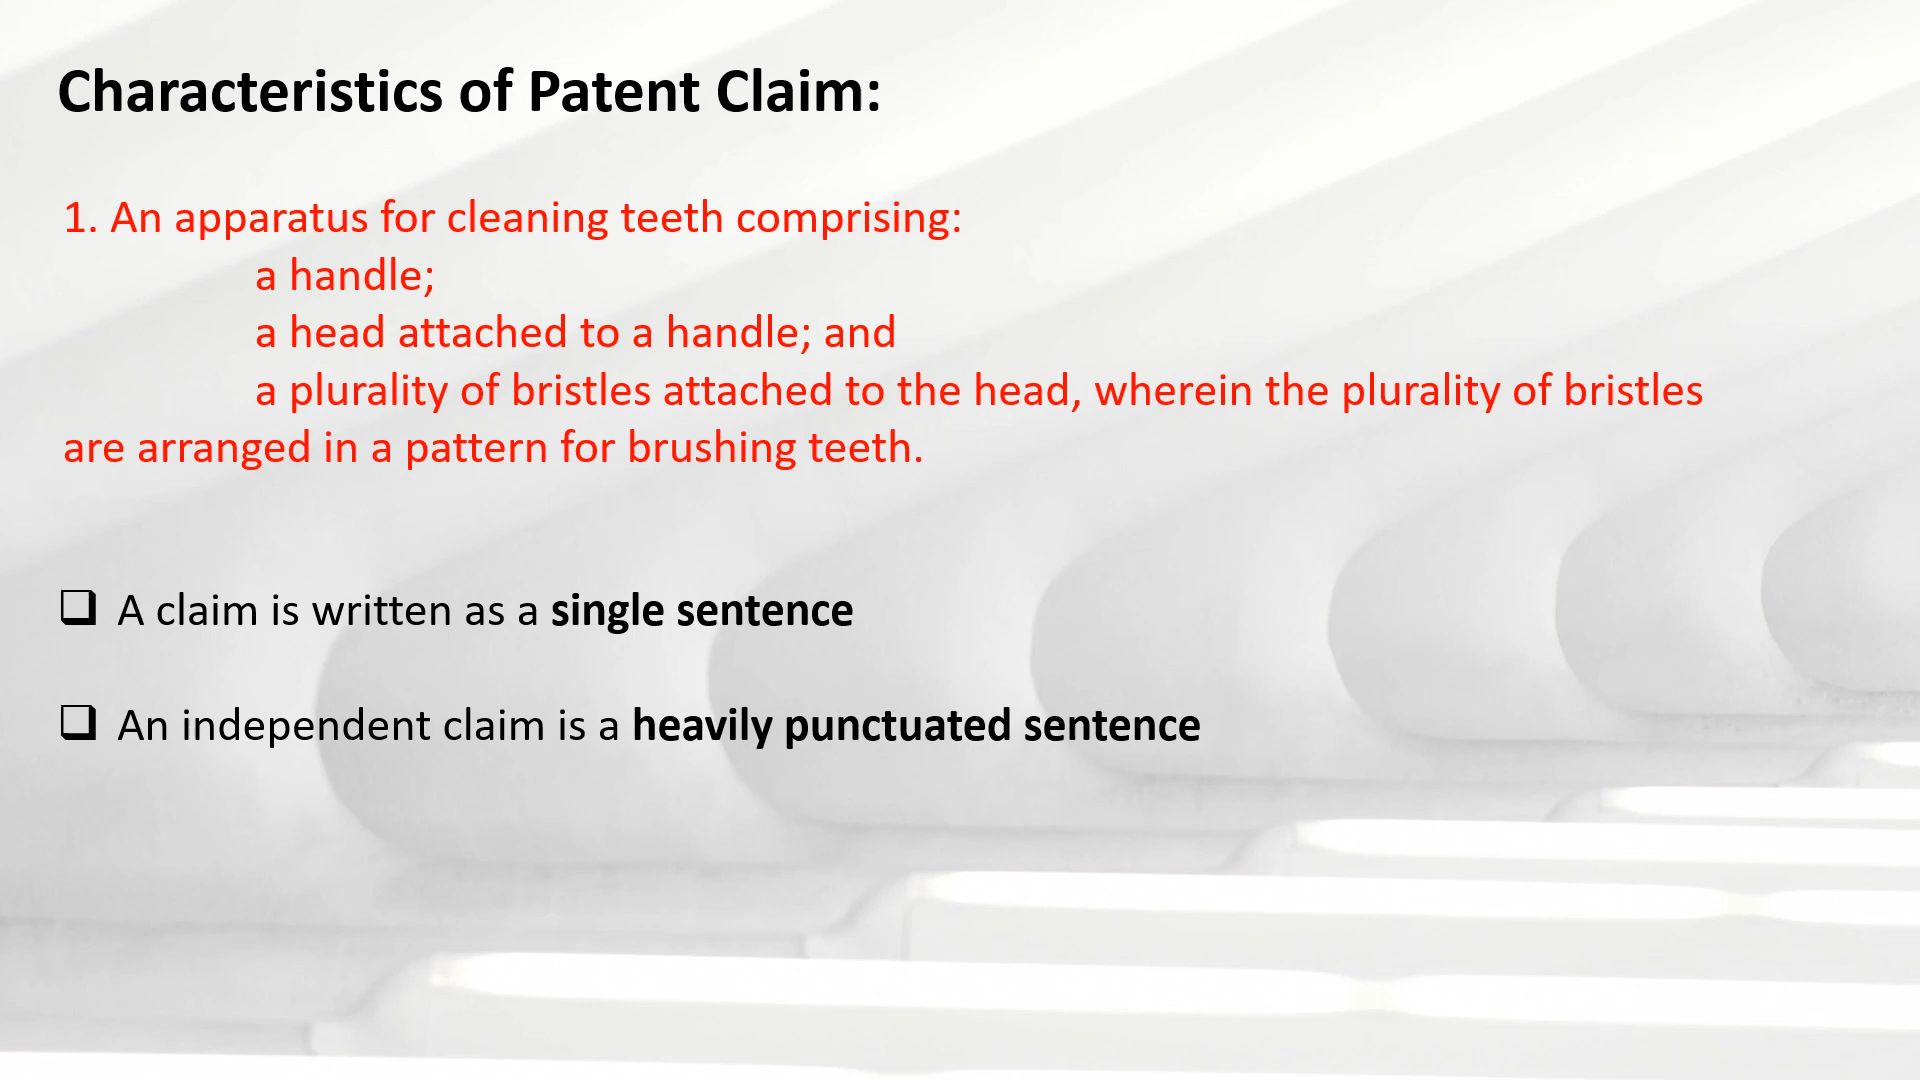 Characteristics of Patent Claim:
1. An apparatus for cleaning teeth comprising:
a handle;
a head attached to a handle; and
a plurality of bristles attached to the head, wherein the plurality of bristles
are arranged in a pattern for brushing teeth.
❑ A claim is written as a single sentence
❑ An independent claim is a heavily punctuated sentence